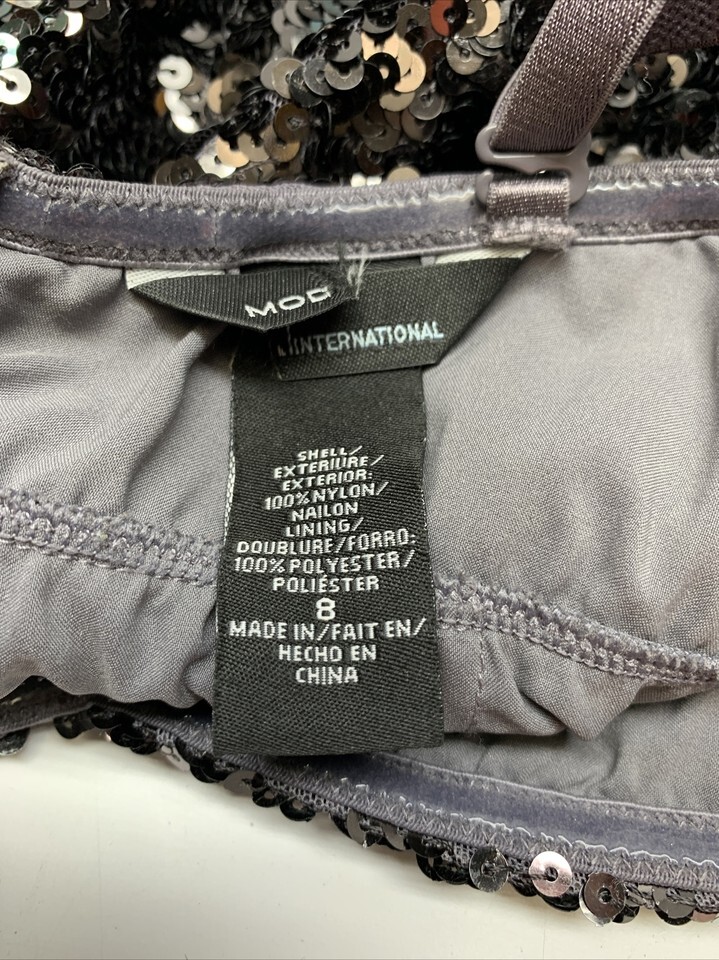 MOD
INTERNATIONAL
SHELL/
EXTERIURE/
EXTERIOR:
100%NYLON/
NAILON
LINING/
DOUBLURE/FORRO:
100% POLYESTER/
POLIÉSTER
8
MADE IN/FAIT EN/
HECHO EN
CHINA